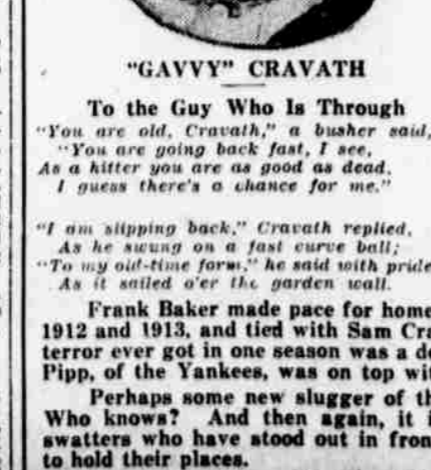 "GAVVY" CRAVATH
To the Guy Who Is Through
"You are old, Cravath," a busher said,
"You are going back fast, I see,
As a hitter you are as good as dead,
I guess there's a chance for me."
"I am slipping back," Cravath replied,
As he swung on a fast curve ball;
"To my old-time form," he said with pride
As it sailed o'er the garden wall.
Frank Baker made pace for home
1912 and 1913, and tied with Sam Cra
terror ever got in one season was a d
Pipp, of the Yankees, was on top wit
Perhaps some new slugger of th
Who knows? And then again, it i
swatters who have stood out in fron
to hold their places.